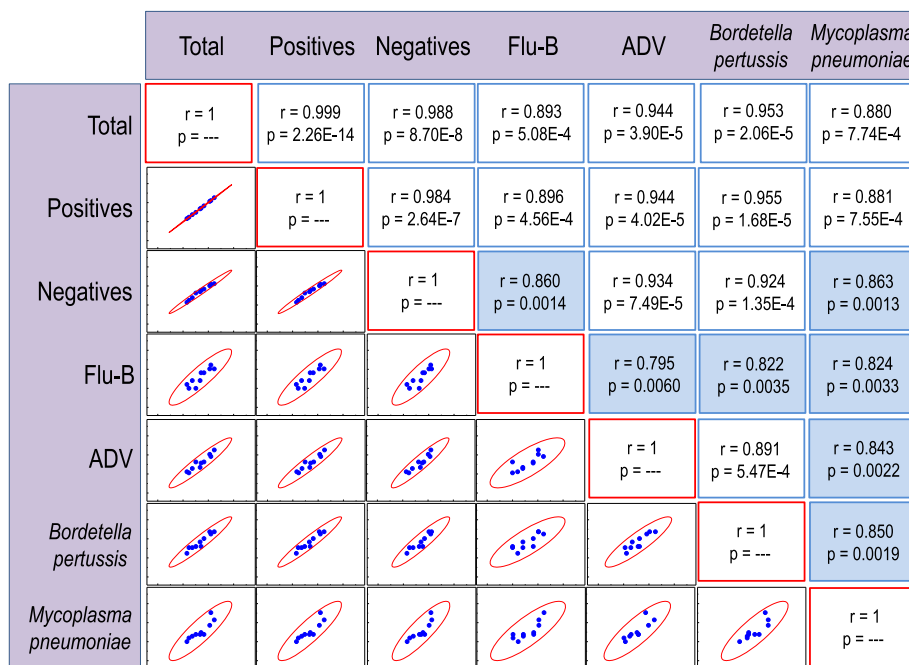 Total Positives Negatives Flu-B ADV Bordetella pertussis Mycoplasma pneumoniae
Total
r = 1
p = ---
r = 0.999
p = 2.26E-14
r = 0.988
p = 8.70E-8
r = 0.893
p = 5.08E-4
r = 0.944
p = 3.90E-5
r = 0.953
p = 2.06E-5
r = 0.880
p = 7.74E-4
Positives
r = 1
p = ---
r = 0.984
p = 2.64E-7
r = 0.896
p = 4.56E-4
r = 0.944
p = 4.02E-5
r = 0.955
p = 1.68E-5
r = 0.881
p = 7.55E-4
Negatives
r = 1
p = ---
r = 0.860
p = 0.0014
r = 0.934
p = 7.49E-5
r = 0.924
p = 1.35E-4
r = 0.863
p = 0.0013
Flu-B
r = 1
p = ---
r = 0.795
p = 0.0060
r = 0.822
p = 0.0035
r = 0.824
p = 0.0033
ADV
r = 1
p = ---
r = 0.891
p = 5.47E-4
r = 0.843
p = 0.0022
Bordetella
pertussis
r = 1
p = ---
r = 0.850
p = 0.0019
Mycoplasma
pneumoniae
r = 1
p = ---